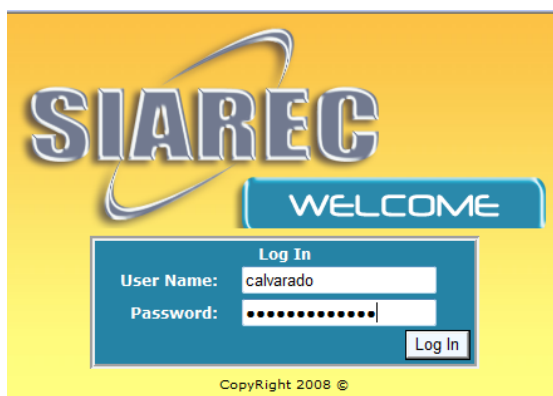 SIAREC
WELCOME
Log In
User Name: calvarado
Password: •••••••••••••
Log In
CopyRight 2008 ©